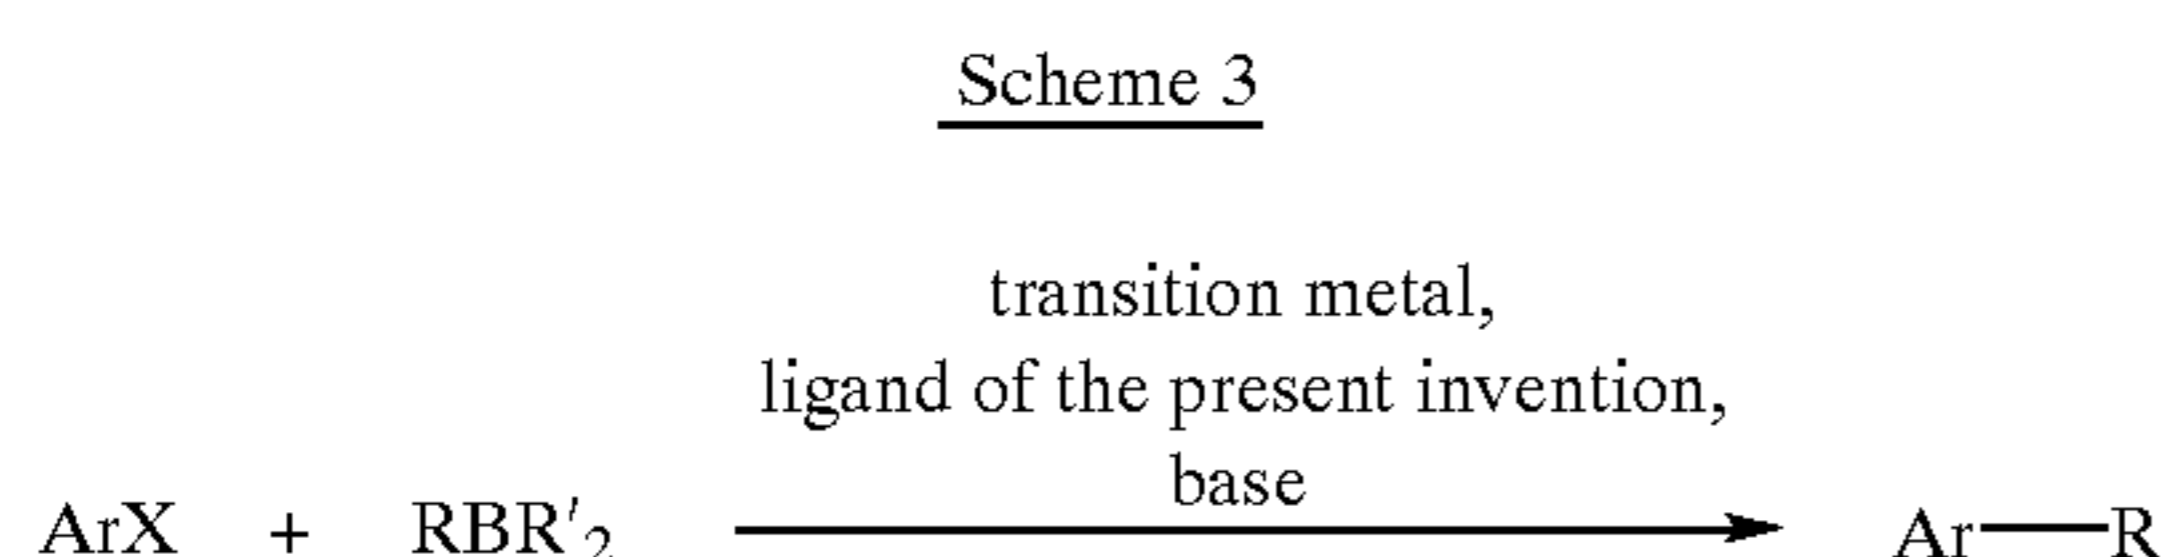 Scheme 3
transition metal,
ligand of the present invention,
base
ArX + RBR'₂ Ar—R